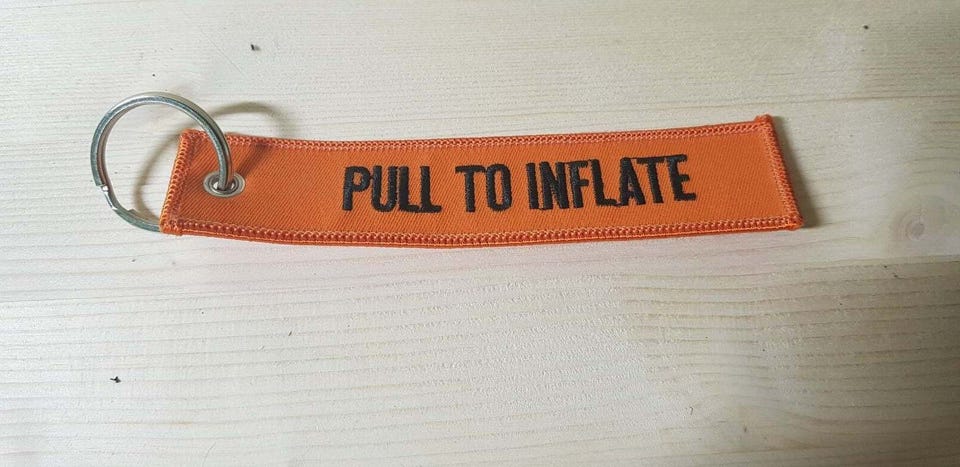 PULL TO INFLATE